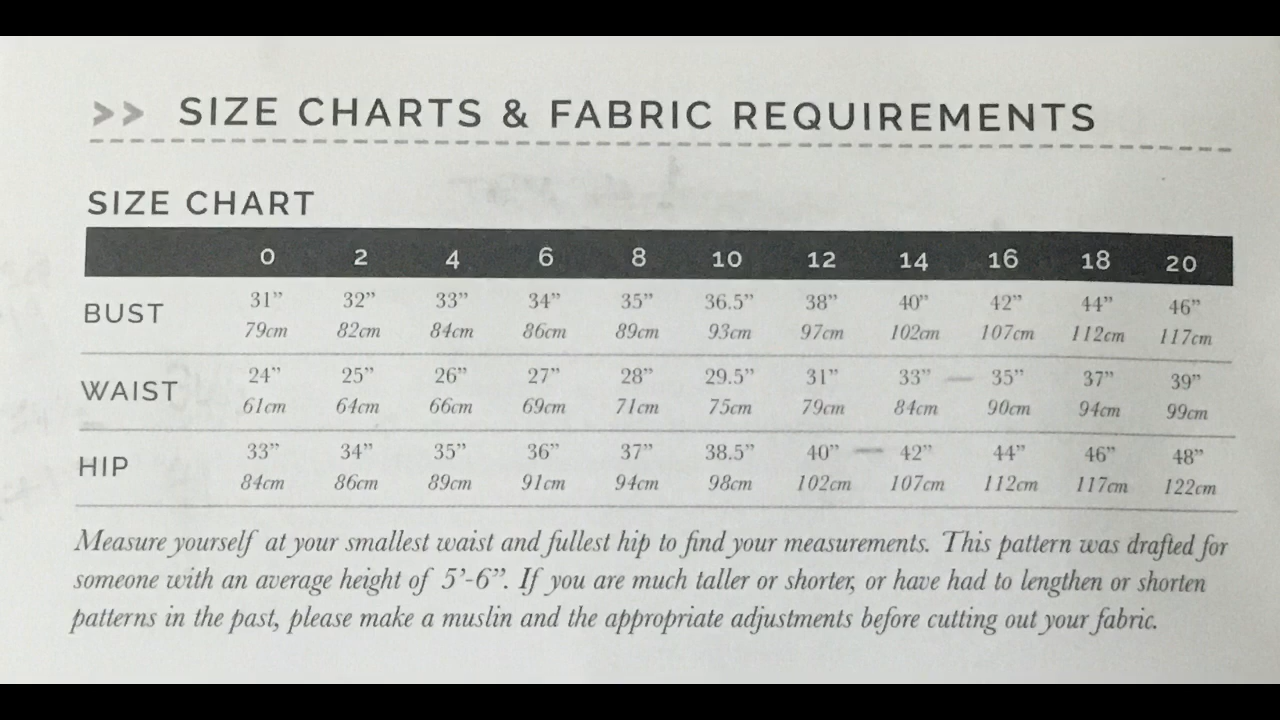 >> SIZE CHARTS & FABRIC REQUIREMENTS
SIZE CHART
0 2 4 6 8 10 12 14 16 18 20
BUST 31” 32” 33” 34” 35” 36.5” 38” 40” 42” 44” 46”
79cm 82cm 84cm 86cm 89cm 93cm 97cm 102cm 107cm 112cm 117cm
WAIST 24” 25” 26” 27” 28” 29.5” 31” 33” 35” 37” 39”
61cm 64cm 66cm 69cm 71cm 75cm 79cm 84cm 90cm 94cm 99cm
HIP 33” 34” 35” 36” 37” 38.5” 40” 42” 44” 46” 48”
84cm 86cm 89cm 91cm 94cm 98cm 102cm 107cm 112cm 117cm 122cm
Measure yourself at your smallest waist and fullest hip to find your measurements. This pattern was drafted for
someone with an average height of 5’-6”. If you are much taller or shorter, or have had to lengthen or shorten
patterns in the past, please make a muslin and the appropriate adjustments before cutting out your fabric.